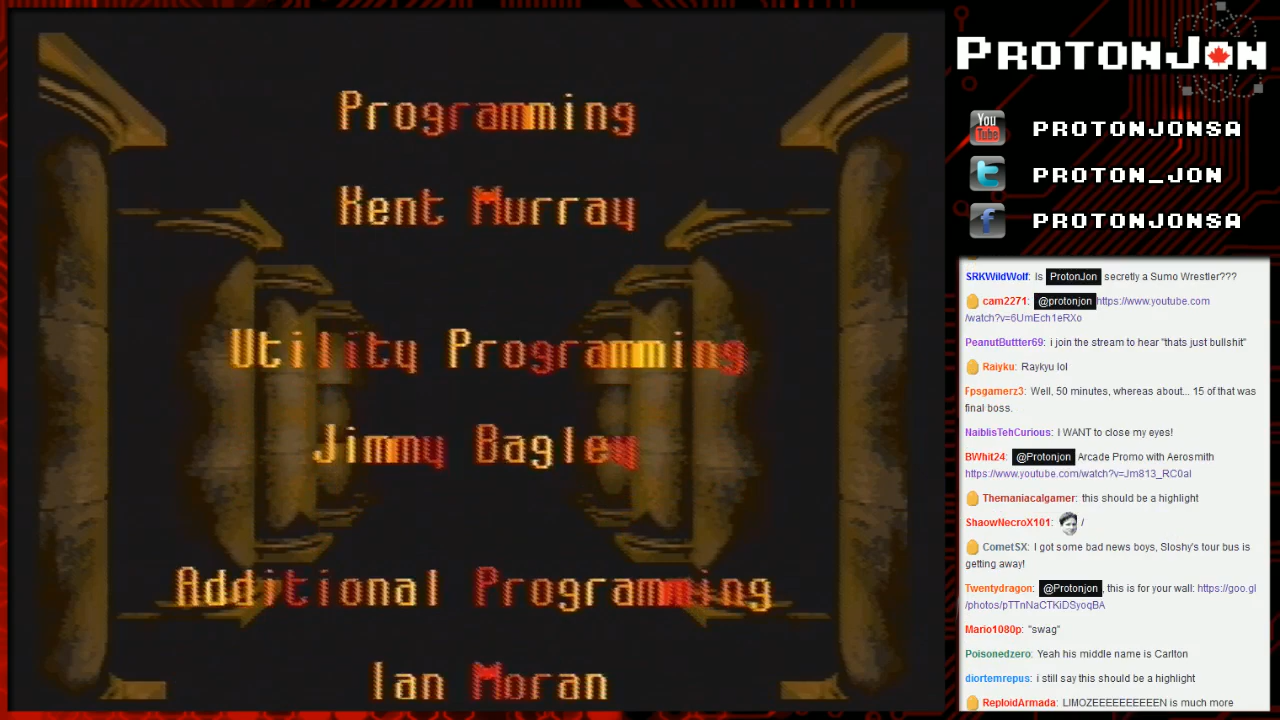 Programming
Kent Murray
Utility Programming
Jimmy Bagley
Additional Programming
Ian Moran
PROTONJON
You
Tube
PROTONJONSA
PROTON_JON
PROTONJONSA
SRKWildWolf: Is ProtonJon secretly a Sumo Wrestler???
cam2271: @protonjon https://www.youtube.com
/watch?v=6UmEch1eRXo
PeanutButtter69: i join the stream to hear "thats just bullshit"
Raiyku: Raykyu lol
Fpsgamerz3: Well, 50 minutes, whereas about... 15 of that was
final boss.
NaiblisTehCurious: I WANT to close my eyes!
BWhit24: @Protonjon Arcade Promo with Aerosmith
https://www.youtube.com/watch?v=Jm813_RC0aI
Themaniacalgamer: this should be a highlight
ShaowNecroX101: /
CometSX: I got some bad news boys, Sloshy's tour bus is
getting away!
Twentydragon: @Protonjon, this is for your wall: https://goo.gl
/photos/pTTnNaCTKiDSyoqBA
Mario1080p: "swag"
Poisonedzero: Yeah his middle name is Carlton
diortemrepus: i still say this should be a highlight
ReploidArmada: LIMOZEEEEEEEEEEN is much more